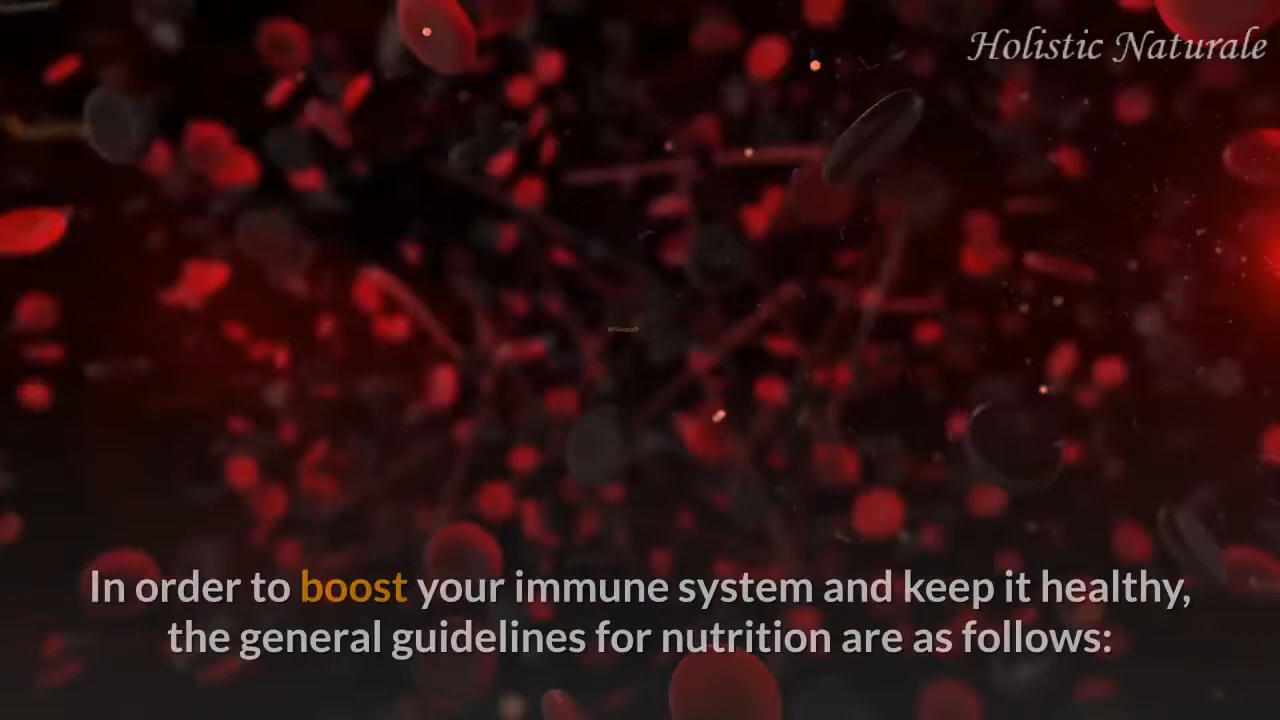 Holistic Naturale
In order to boost your immune system and keep it healthy,
the general guidelines for nutrition are as follows: